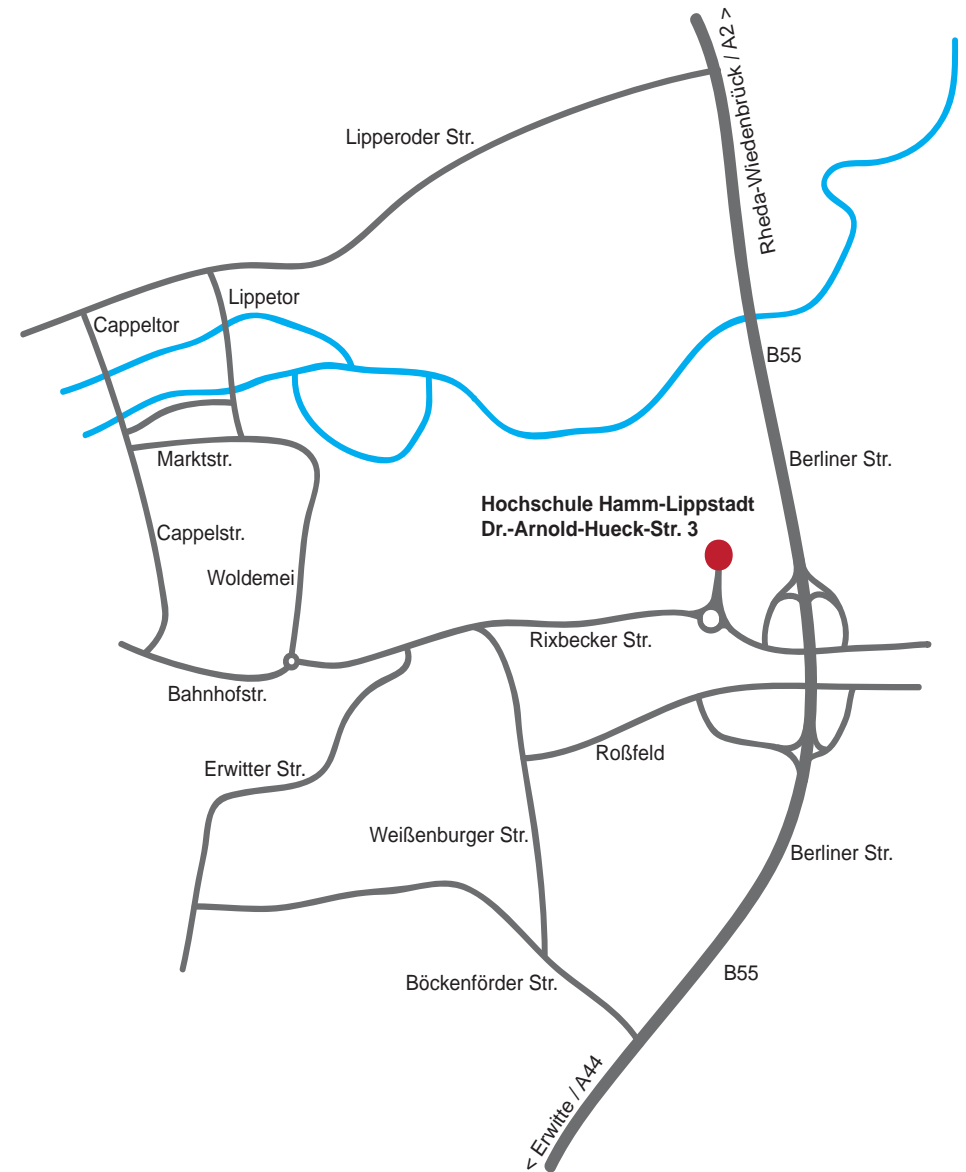 Rheda-Wiedenbrück / A2 >
Lipperoder Str.
Lippetor
Cappeltor
B55
Marktstr.
Berliner Str.
Hochschule Hamm-Lippstadt
Dr.-Arnold-Hueck-Str. 3
Cappelstr.
Woldemei
Rixbecker Str.
Bahnhofstr.
Roßfeld
Erwitter Str.
Weißenburger Str.
Berliner Str.
B55
Böckenförder Str.
< Erwitte / A44